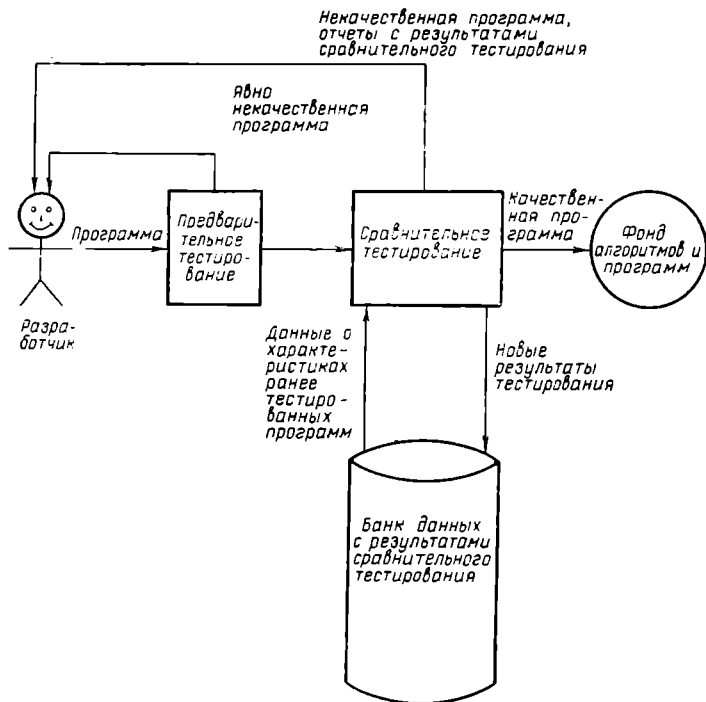 Некачественная программа,
отчеты с результатами
сравнительного тестирования
Явно
некачественная
программа
Программа
Предвари-
тельное
тестиро-
вание
Сравнительное
тестирование
Качествен-
ная про-
грамма
Фонд
алгоритмов и
программ
Разра-
ботчик
Данные о
характе-
ристиках
ранее
тестиро-
ванных
программ
Новые
результаты
тестирования
Банк данных
с результатами
сравнительного
тестирования